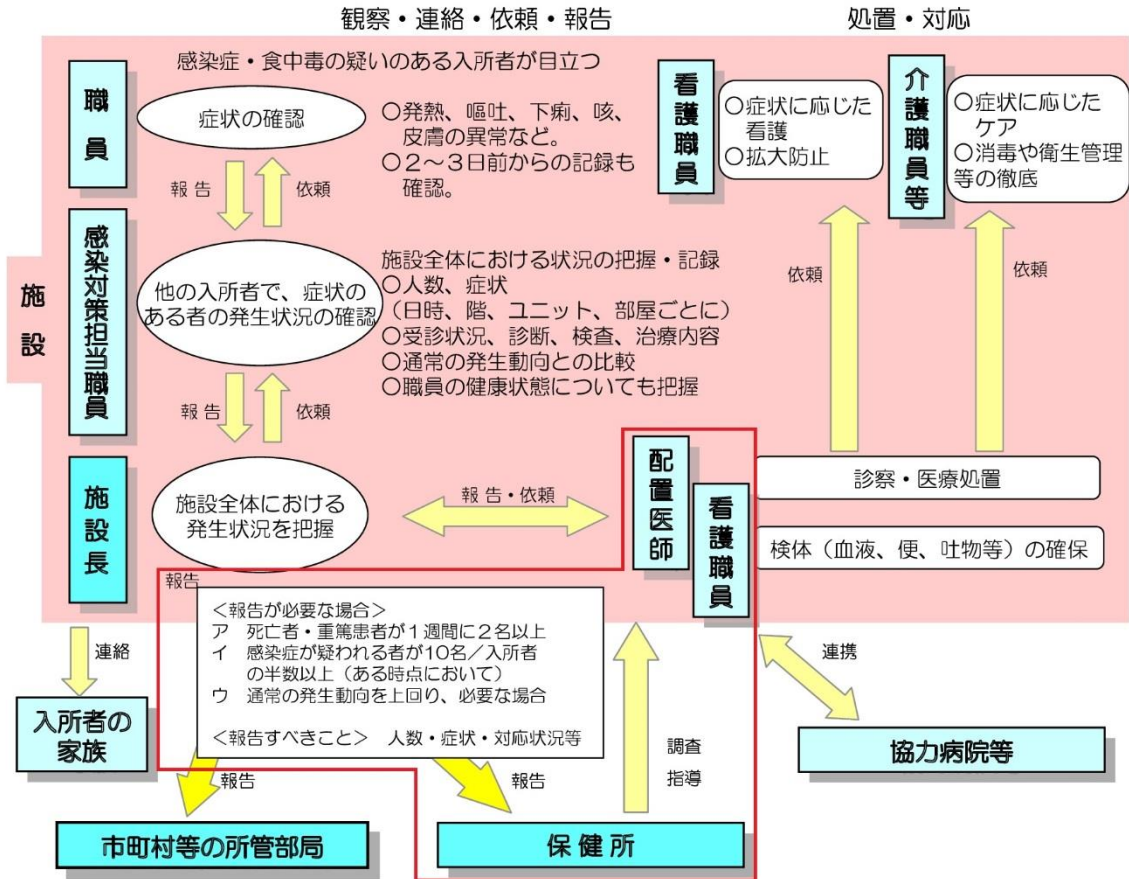 観察・連絡・依頼・報告
処置・対応
感染症・食中毒の疑いのある入所者が目立つ
施設
職員
症状の確認
○発熱、嘔吐、下痢、咳、
皮膚の異常など。
○２～３日前からの記録も
確認。
看護職員
○症状に応じた
看護
○拡大防止
介護職員等
○症状に応じた
ケア
○消毒や衛生管理
等の徹底
報告
依頼
感染対策担当職員
他の入所者で、症状の
ある者の発生状況の確認
施設全体における状況の把握・記録
○人数、症状
（日時、階、ユニット、部屋ごとに）
○受診状況、診断、検査、治療内容
○通常の発生動向との比較
○職員の健康状態についても把握
依頼
依頼
報告
依頼
施設長
施設全体における
発生状況を把握
報告・依頼
配置医師
看護職員
診察・医療処置
検体（血液、便、吐物等）の確保
報告
＜報告が必要な場合＞
ア　死亡者・重篤患者が１週間に２名以上
イ　感染症が疑われる者が10名／入所者
の半数以上（ある時点において）
ウ　通常の発生動向を上回り、必要な場合
＜報告すべきこと＞　人数・症状・対応状況等
連絡
入所者の
家族
報告
報告
調査
指導
連携
協力病院等
市町村等の所管部局
保健所